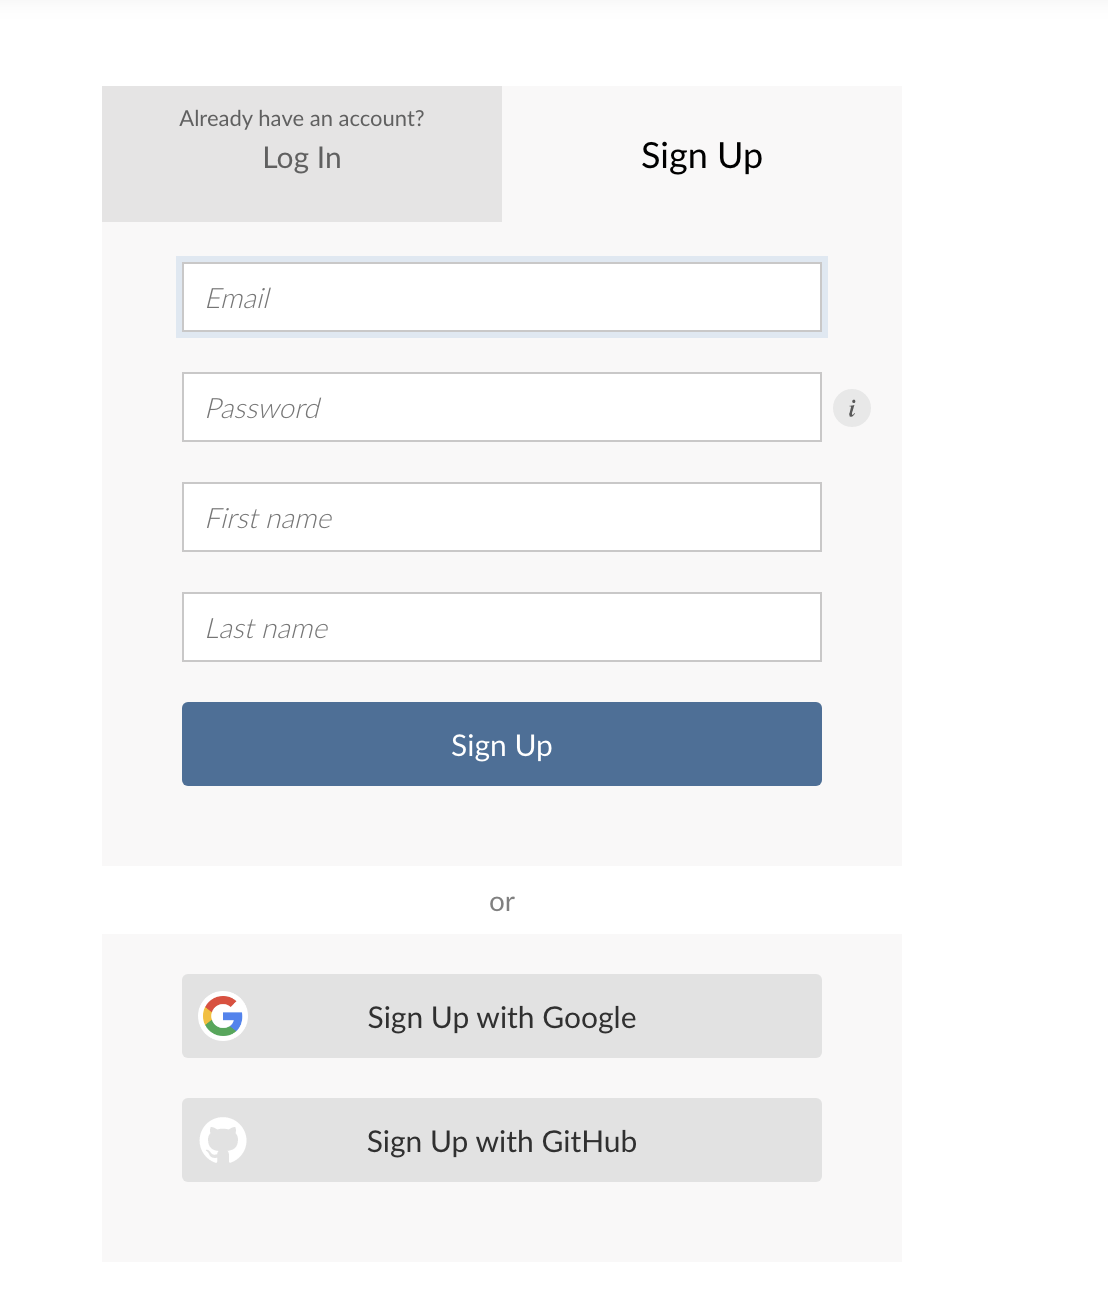 Already have an account?
Log In
Sign Up
Email
Password
i
First name
Last name
Sign Up
or
Sign Up with Google
Sign Up with GitHub